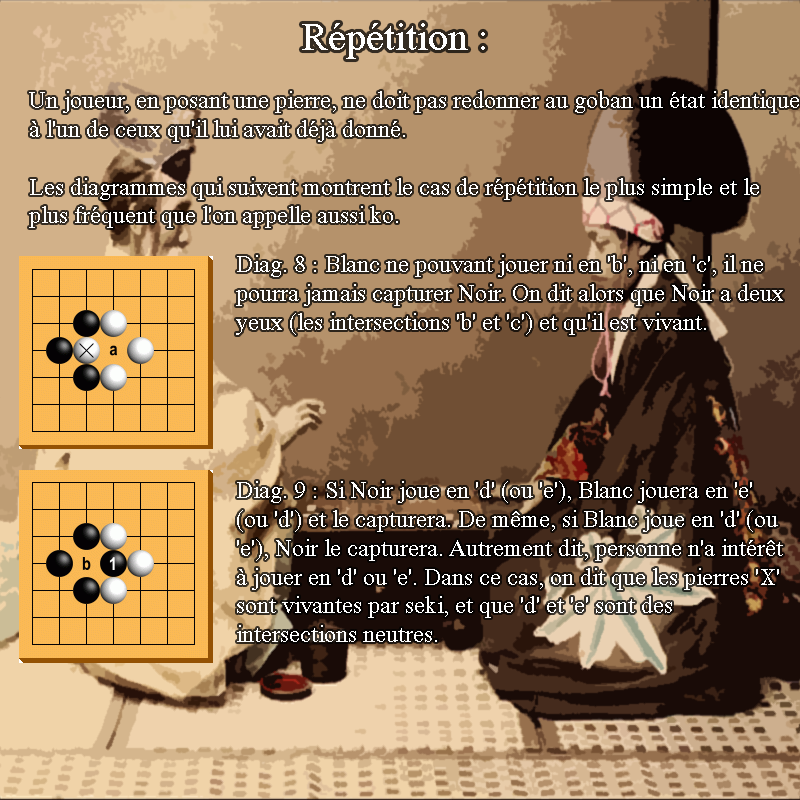 Répétition :
Un joueur, en posant une pierre, ne doit pas redonner au goban un état identique
à l'un de ceux qu'il lui avait déjà donné.
Les diagrammes qui suivent montrent le cas de répétition le plus simple et le
plus fréquent que l'on appelle aussi ko.
Diag. 8 : Blanc ne pouvant jouer ni en 'b', ni en 'c', il ne
pourra jamais capturer Noir. On dit alors que Noir a deux
yeux (les intersections 'b' et 'c') et qu'il est vivant.
a
Diag. 9 : Si Noir joue en 'd' (ou 'e'), Blanc jouera en 'e'
(ou 'd') et le capturera. De même, si Blanc joue en 'd' (ou
'e'), Noir le capturera. Autrement dit, personne n'a intérêt
à jouer en 'd' ou 'e'. Dans ce cas, on dit que les pierres 'X'
sont vivantes par seki, et que 'd' et 'e' sont des
intersections neutres.
b 1